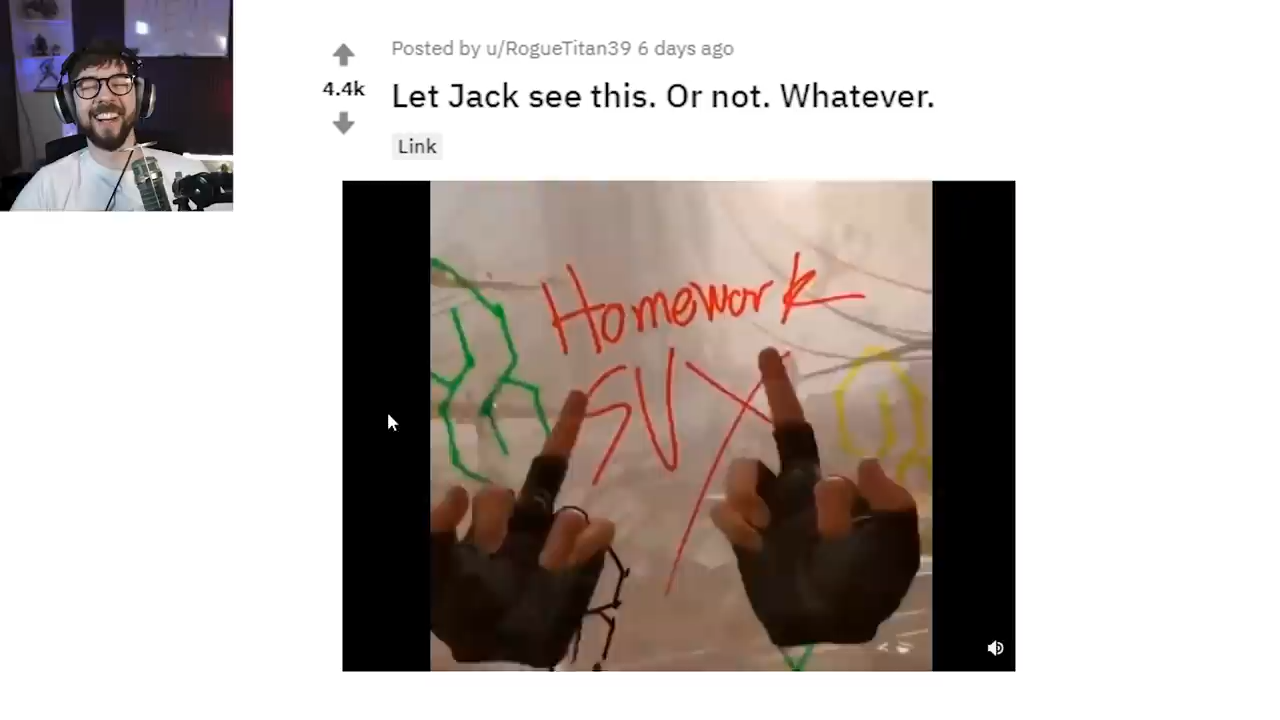 Posted by u/RogueTitan39 6 days ago
4.4k
Let Jack see this. Or not. Whatever.
Link
Homework
SUX